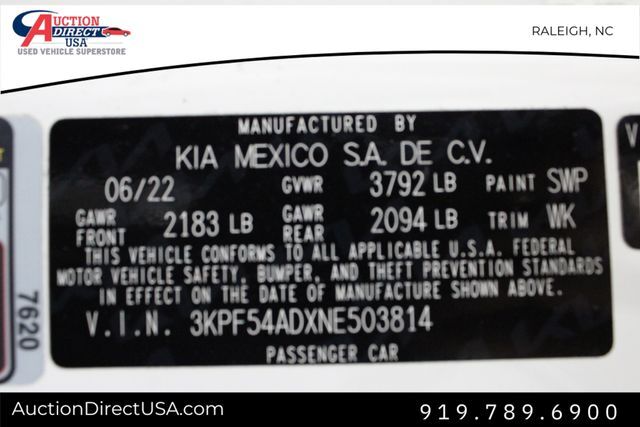 AUCTION
DIRECT
USA
USED VEHICLE SUPERSTORE
RALEIGH, NC
MANUFACTURED BY
KIA MEXICO S.A. DE C.V.
06/22 GVWR 3792 LB PAINT SWP
GAWR FRONT 2183 LB GAWR REAR 2094 LB TRIM WK
THIS VEHICLE CONFORMS TO ALL APPLICABLE U.S.A. FEDERAL
MOTOR VEHICLE SAFETY, BUMPER, AND THEFT PREVENTION STANDARDS
IN EFFECT ON THE DATE OF MANUFACTURE SHOWN ABOVE.
V.I.N. 3KPF54ADXNE503814
PASSENGER CAR
7620
AuctionDirectUSA.com
919.789.6900